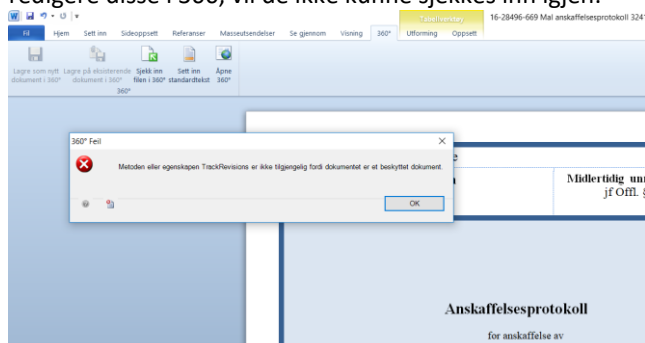 redigere disse i 360, vil de ikke kunne sjekkes inn igjen.
W
Tabellverktøy
16-28496-669 Mal anskaffelsesprotokoll 3241
Fil Hjem Sett inn Sideoppsett Referanser Masseutsendelser Se gjennom Visning 360° Utforming Oppsett
Lagre som nytt Lagre på eksisterende Sjekk inn Sett inn Åpne
dokument i 360° dokument i 360° filen i 360° standardtekst 360°
360°
360° Feil
Metoden eller egenskapen TrackRevisions er ikke tilgjengelig fordi dokumentet er et beskyttet dokument.
OK
Midlertidig un
jf Offl. §
Anskaffelsesprotokoll
for anskaffelse av